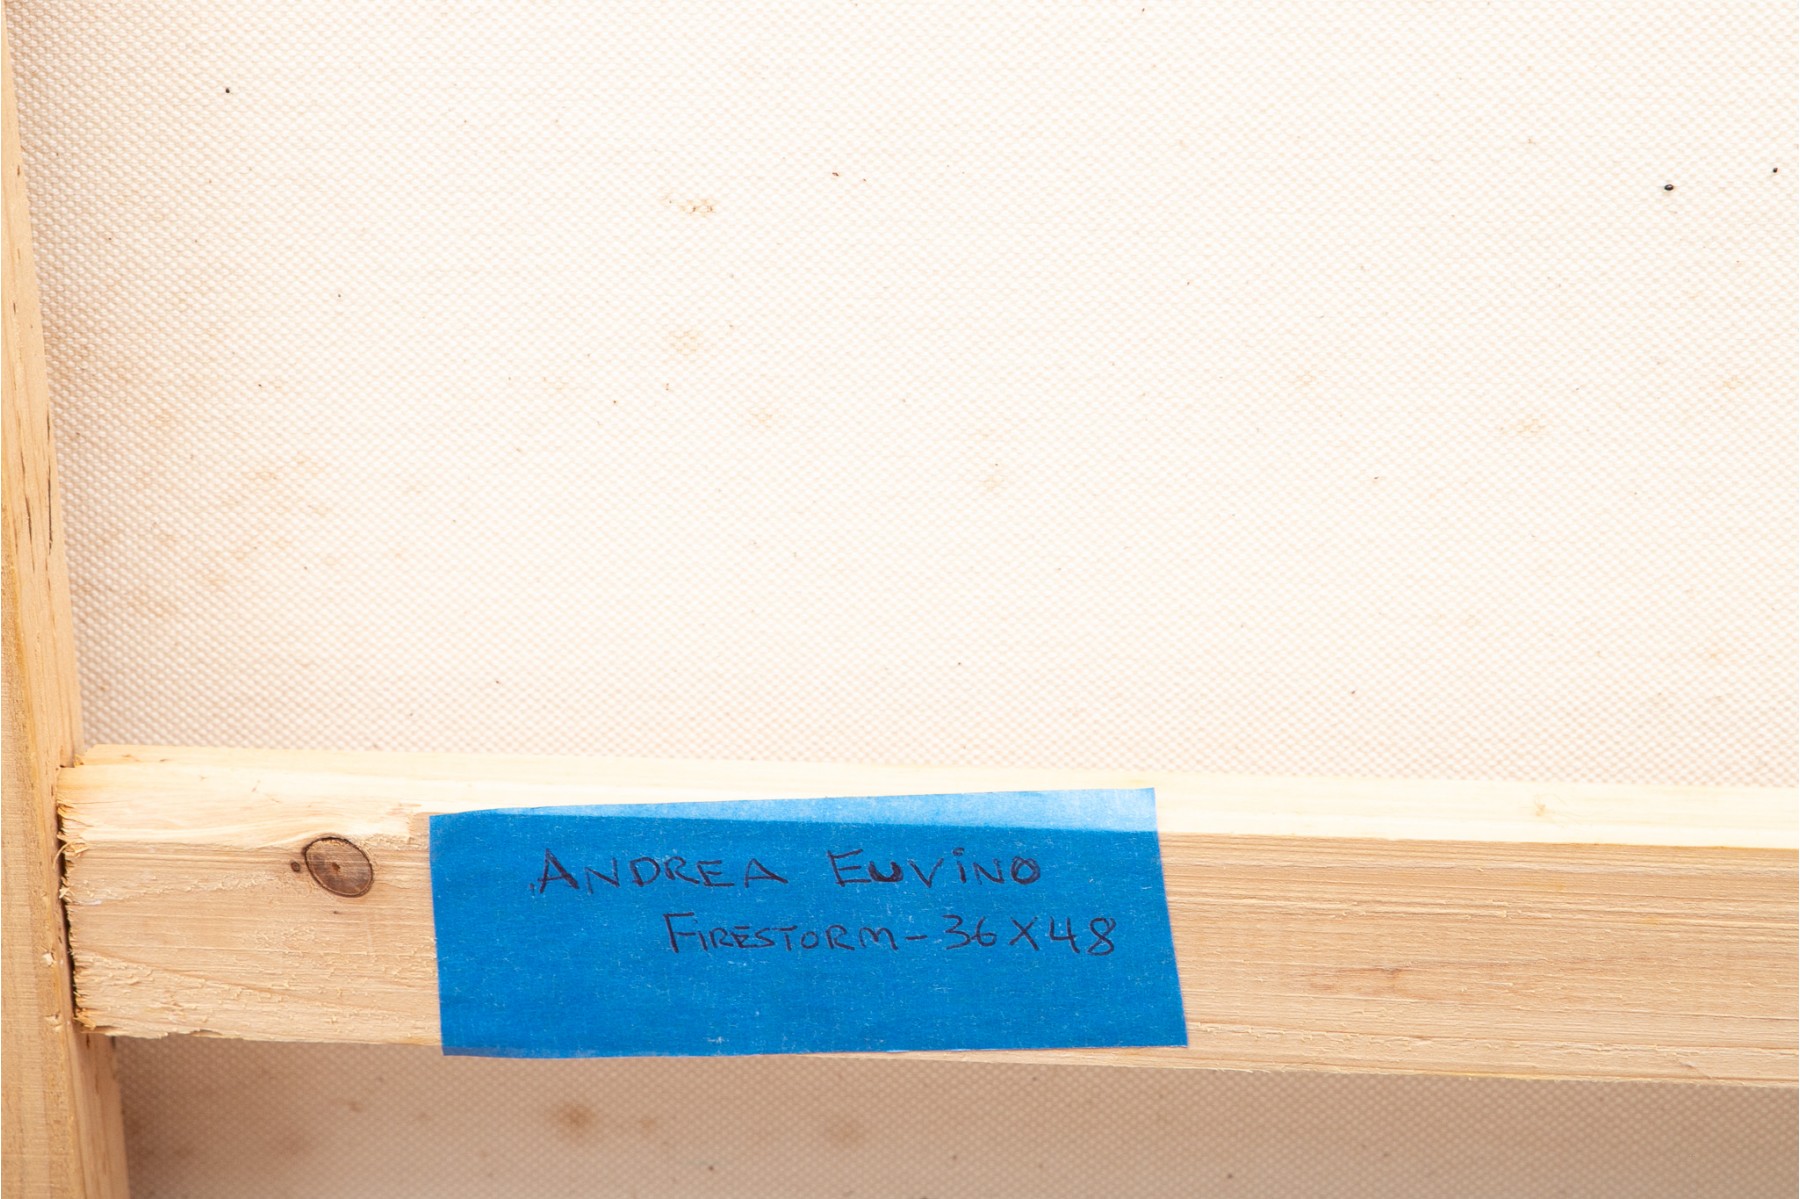 ANDREA EUVINO
FIRESTORM - 36X48